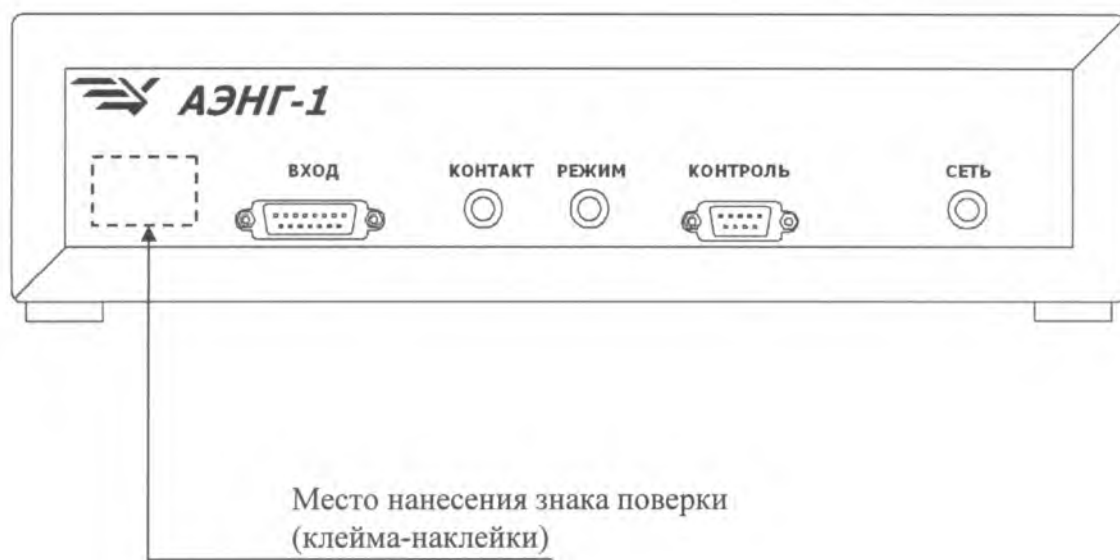 АЭНГ-1
ВХОД КОНТАКТ РЕЖИМ КОНТРОЛЬ СЕТЬ
Место нанесения знака поверки
(клейма-наклейки)